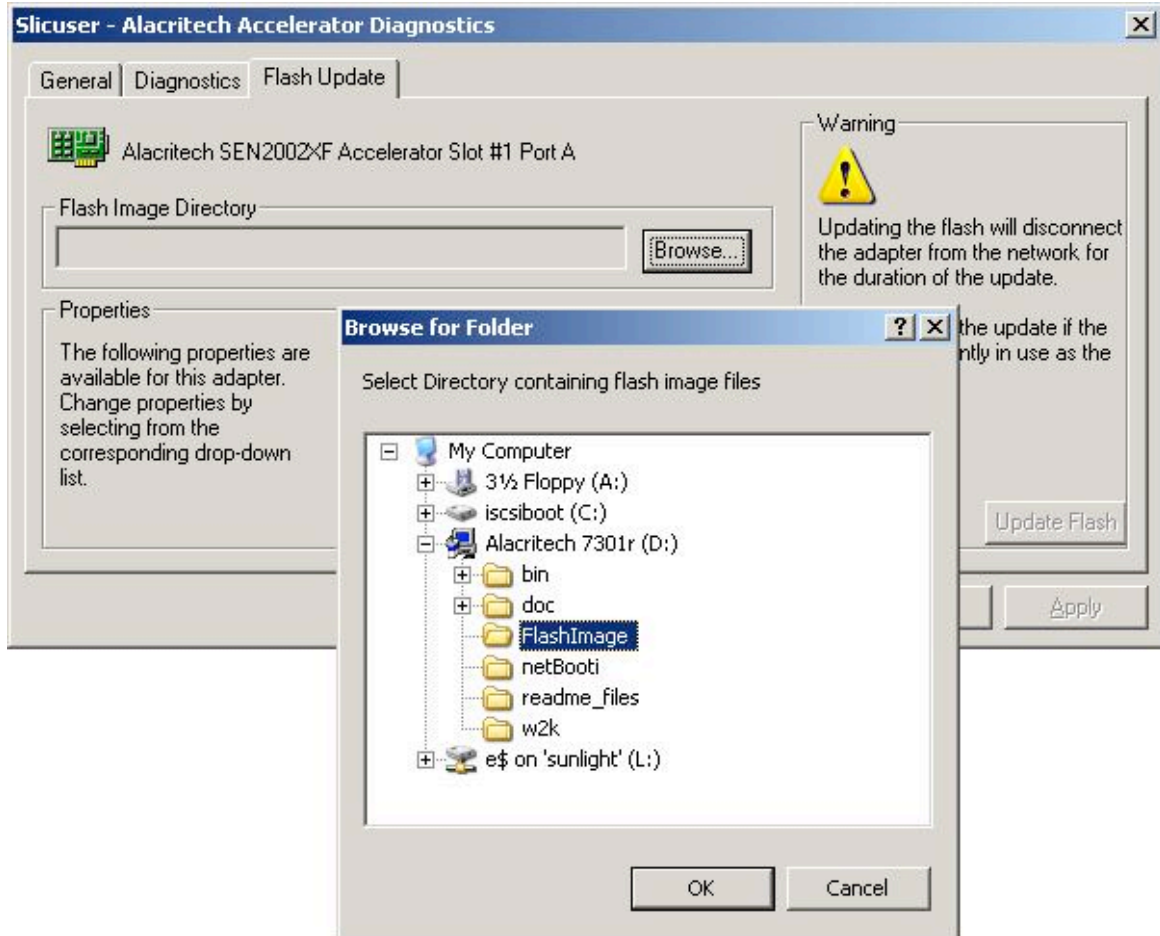 Slicuser - Alacritech Accelerator Diagnostics
General
Diagnostics
Flash Update
Alacritech SEN2002XF Accelerator Slot #1 Port A
Flash Image Directory
Browse...
Properties
The following properties are
available for this adapter.
Change properties by
selecting from the
corresponding drop-down
list.
Warning
Updating the flash will disconnect
the adapter from the network for
the duration of the update.
the update if the
in use as the
Update Flash
Apply
Browse for Folder
Select Directory containing flash image files
My Computer
3½ Floppy (A:)
iscsiboot (C:)
Alacritech 7301r (D:)
bin
doc
FlashImage
netBooti
readme_files
w2k
e$ on 'sunlight' (L:)
OK
Cancel